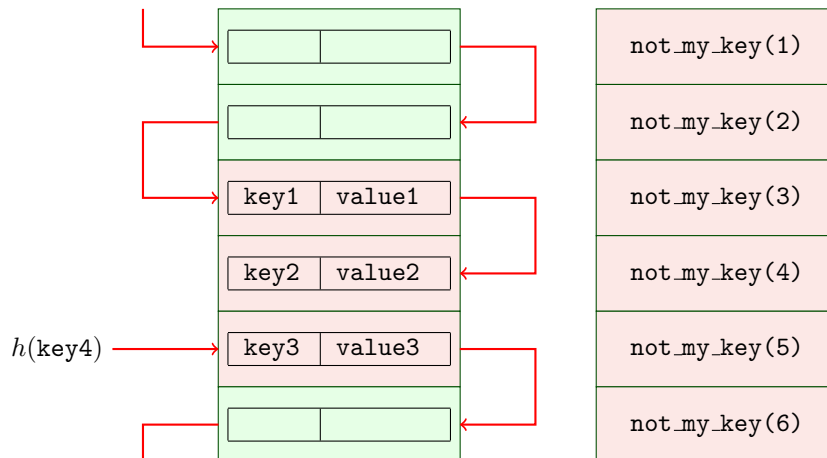 not_my_key(1)
not_my_key(2)
key1 value1 not_my_key(3)
key2 value2 not_my_key(4)
h(key4) key3 value3 not_my_key(5)
not_my_key(6)